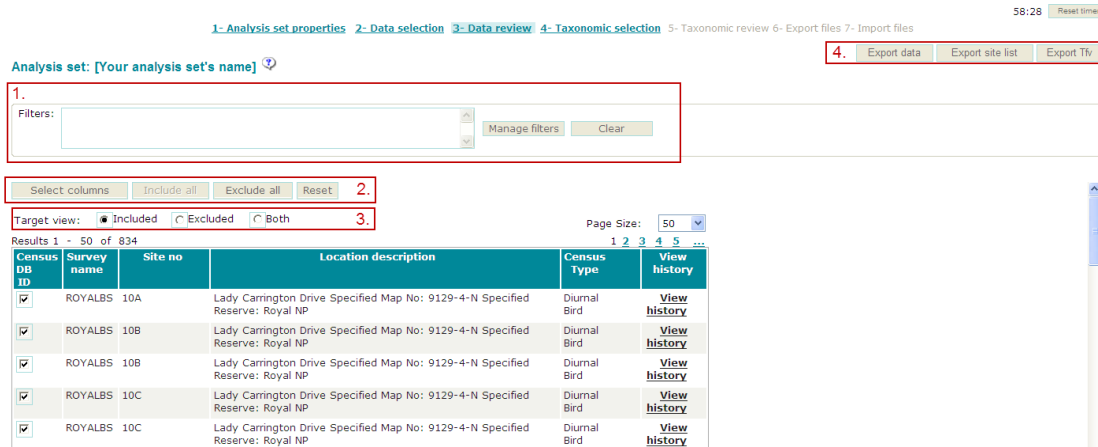 58:28 Reset timer
1- Analysis set properties 2- Data selection 3- Data review 4- Taxonomic selection 5- Taxonomic review 6- Export files 7- Import files
4. Export data Export site list Export Tfv
Analysis set: [Your analysis set's name] ?
1.
Filters:
Manage filters Clear
Select columns Include all Exclude all Reset 2.
Target view: Included Excluded Both 3.
Page Size: 50
Results 1 - 50 of 834
1 2 3 4 5 ...
Census DB ID Survey name Site no Location description Census Type View history
ROYALBS 10A Lady Carrington Drive Specified Map No: 9129-4-N Specified Diurnal View
Reserve: Royal NP Bird history
ROYALBS 10B Lady Carrington Drive Specified Map No: 9129-4-N Specified Diurnal View
Reserve: Royal NP Bird history
ROYALBS 10B Lady Carrington Drive Specified Map No: 9129-4-N Specified Diurnal View
Reserve: Royal NP Bird history
ROYALBS 10C Lady Carrington Drive Specified Map No: 9129-4-N Specified Diurnal View
Reserve: Royal NP Bird history
ROYALBS 10C Lady Carrington Drive Specified Map No: 9129-4-N Specified Diurnal View
Reserve: Royal NP Bird history